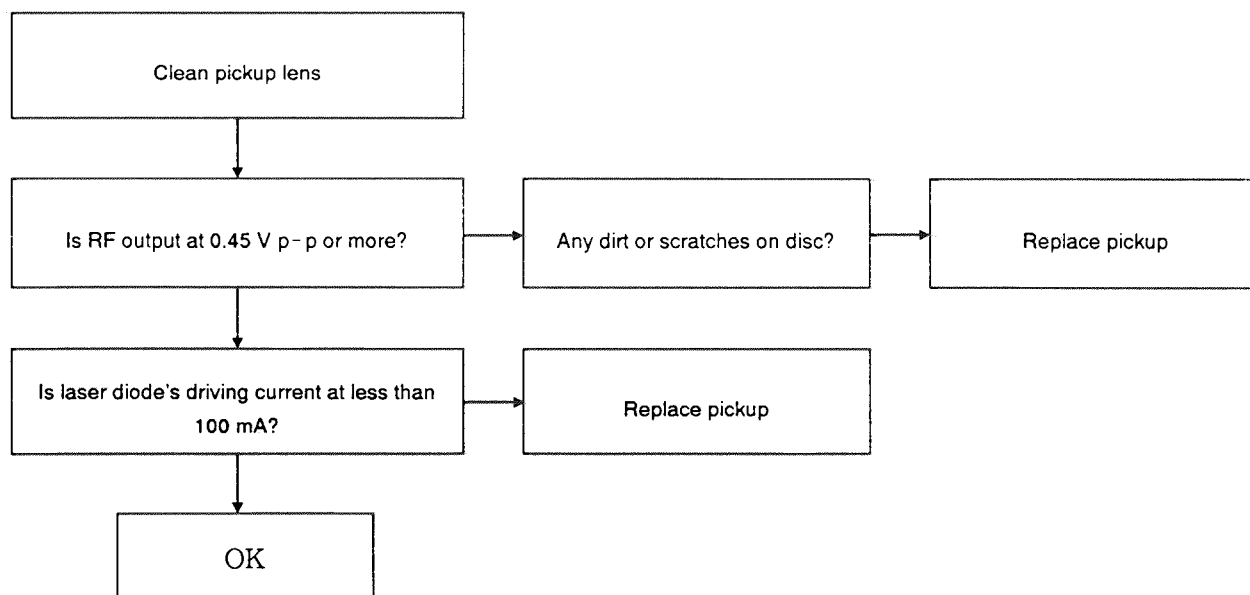 Clean pickup lens
Is RF output at 0.45 V p-p or more?
Any dirt or scratches on disc?
Replace pickup
Is laser diode's driving current at less than
100 mA?
Replace pickup
OK